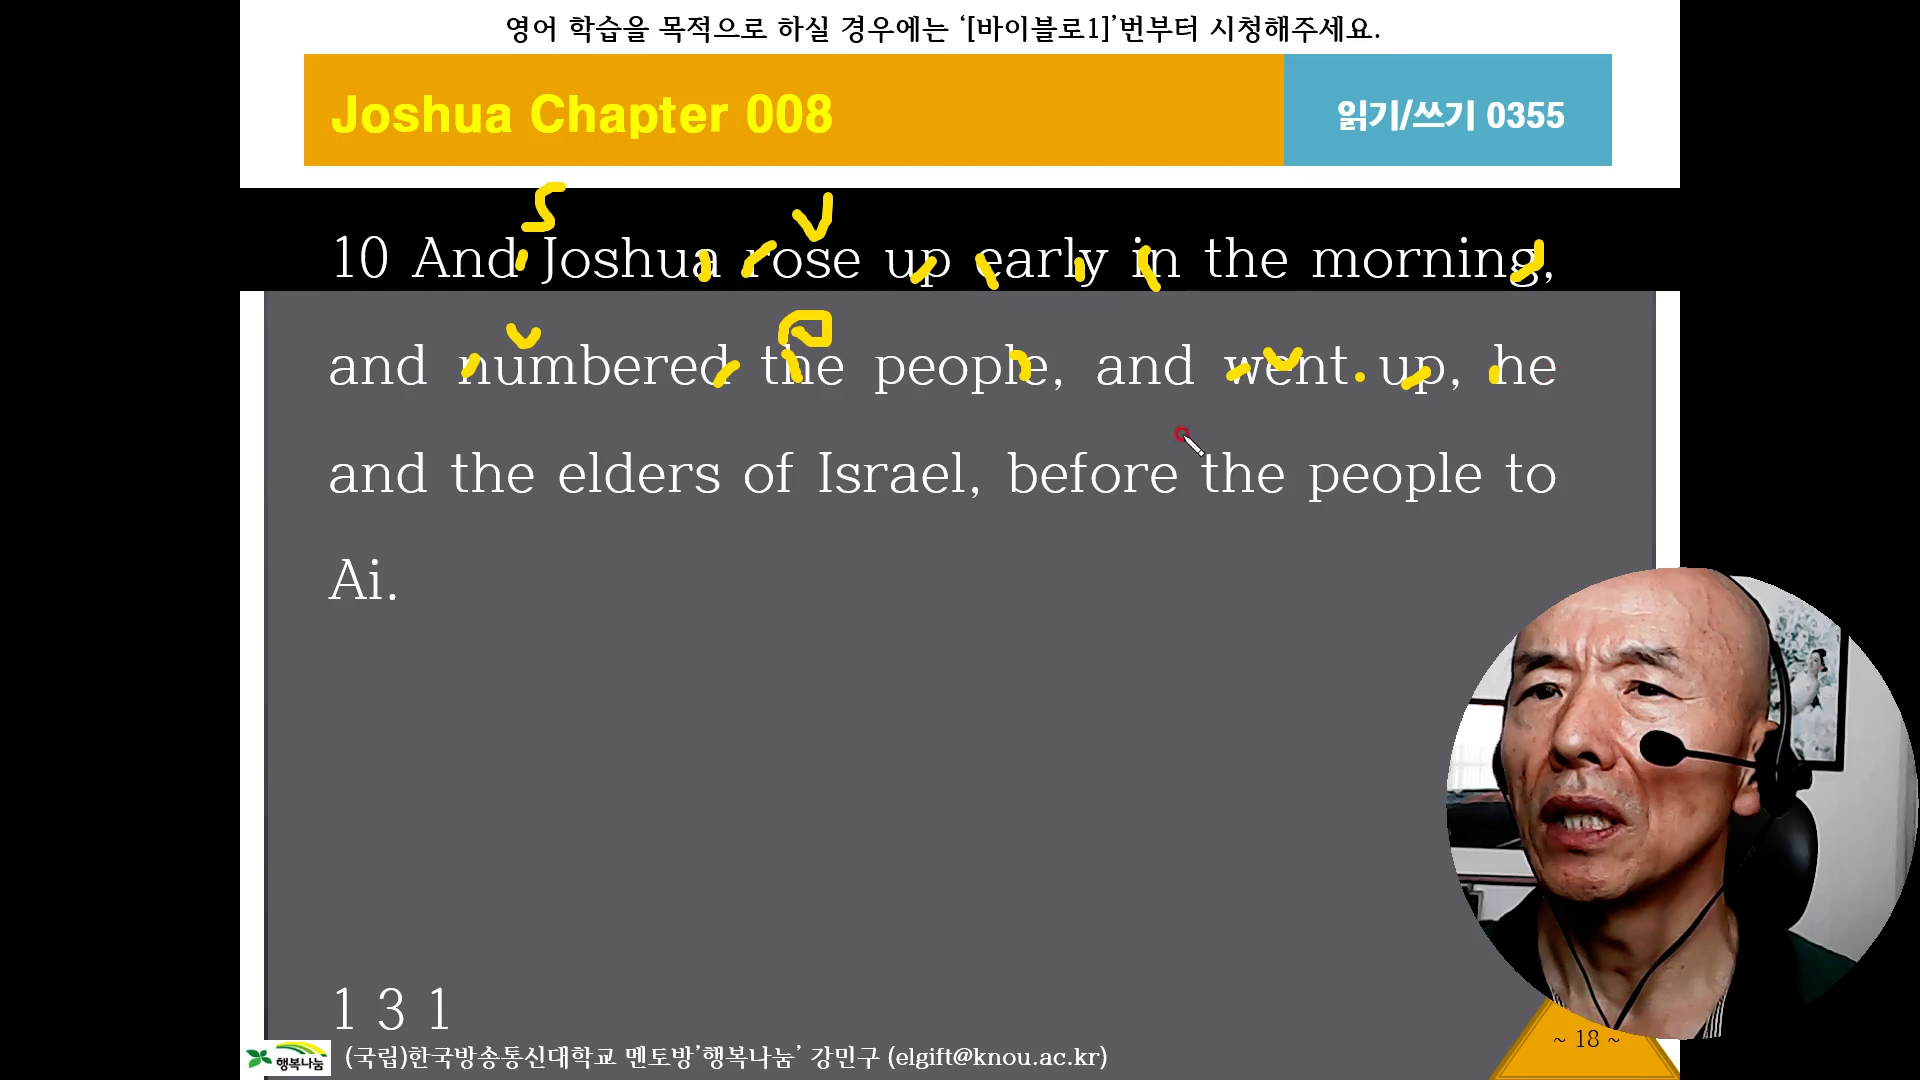 영어 학습을 목적으로 하실 경우에는 ‘[바이블로1]’번부터 시청해주세요.
Joshua Chapter 008
읽기/쓰기 0355
10 And Joshua rose up early in the morning,
and numbered the people, and went up, he
and the elders of Israel, before the people to
Ai.
1 3 1
행복나눔
(국립)한국방송통신대학교 멘토방’행복나눔’ 강민구 (elgift@knou.ac.kr)
~ 18 ~